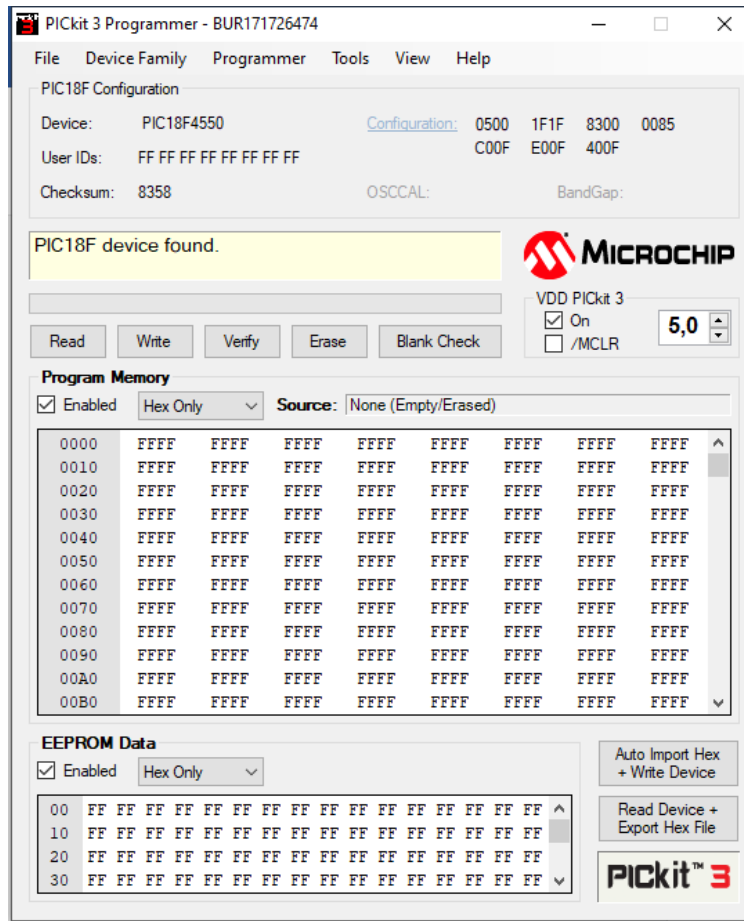 PICkit 3 Programmer - BUR171726474
File Device Family Programmer Tools View Help
PIC18F Configuration
Device: PIC18F4550 Configuration: 0500 1F1F 8300 0085
C00F E00F 400F
User IDs: FF FF FF FF FF FF FF FF
Checksum: 8358 OSCCAL: BandGap:
PIC18F device found.
MICROCHIP
VDD PICkit 3
On
/MCLR
5,0
Read Write Verify Erase Blank Check
Program Memory
Enabled Hex Only Source: None (Empty/Erased)
0000 FFFF FFFF FFFF FFFF FFFF FFFF FFFF FFFF
0010 FFFF FFFF FFFF FFFF FFFF FFFF FFFF FFFF
0020 FFFF FFFF FFFF FFFF FFFF FFFF FFFF FFFF
0030 FFFF FFFF FFFF FFFF FFFF FFFF FFFF FFFF
0040 FFFF FFFF FFFF FFFF FFFF FFFF FFFF FFFF
0050 FFFF FFFF FFFF FFFF FFFF FFFF FFFF FFFF
0060 FFFF FFFF FFFF FFFF FFFF FFFF FFFF FFFF
0070 FFFF FFFF FFFF FFFF FFFF FFFF FFFF FFFF
0080 FFFF FFFF FFFF FFFF FFFF FFFF FFFF FFFF
0090 FFFF FFFF FFFF FFFF FFFF FFFF FFFF FFFF
00A0 FFFF FFFF FFFF FFFF FFFF FFFF FFFF FFFF
00B0 FFFF FFFF FFFF FFFF FFFF FFFF FFFF FFFF
EEPROM Data
Enabled Hex Only
00 FF FF FF FF FF FF FF FF FF FF FF FF FF FF FF FF
10 FF FF FF FF FF FF FF FF FF FF FF FF FF FF FF FF
20 FF FF FF FF FF FF FF FF FF FF FF FF FF FF FF FF
30 FF FF FF FF FF FF FF FF FF FF FF FF FF FF FF FF
Auto Import Hex
+ Write Device
Read Device +
Export Hex File
PICkit™ 3